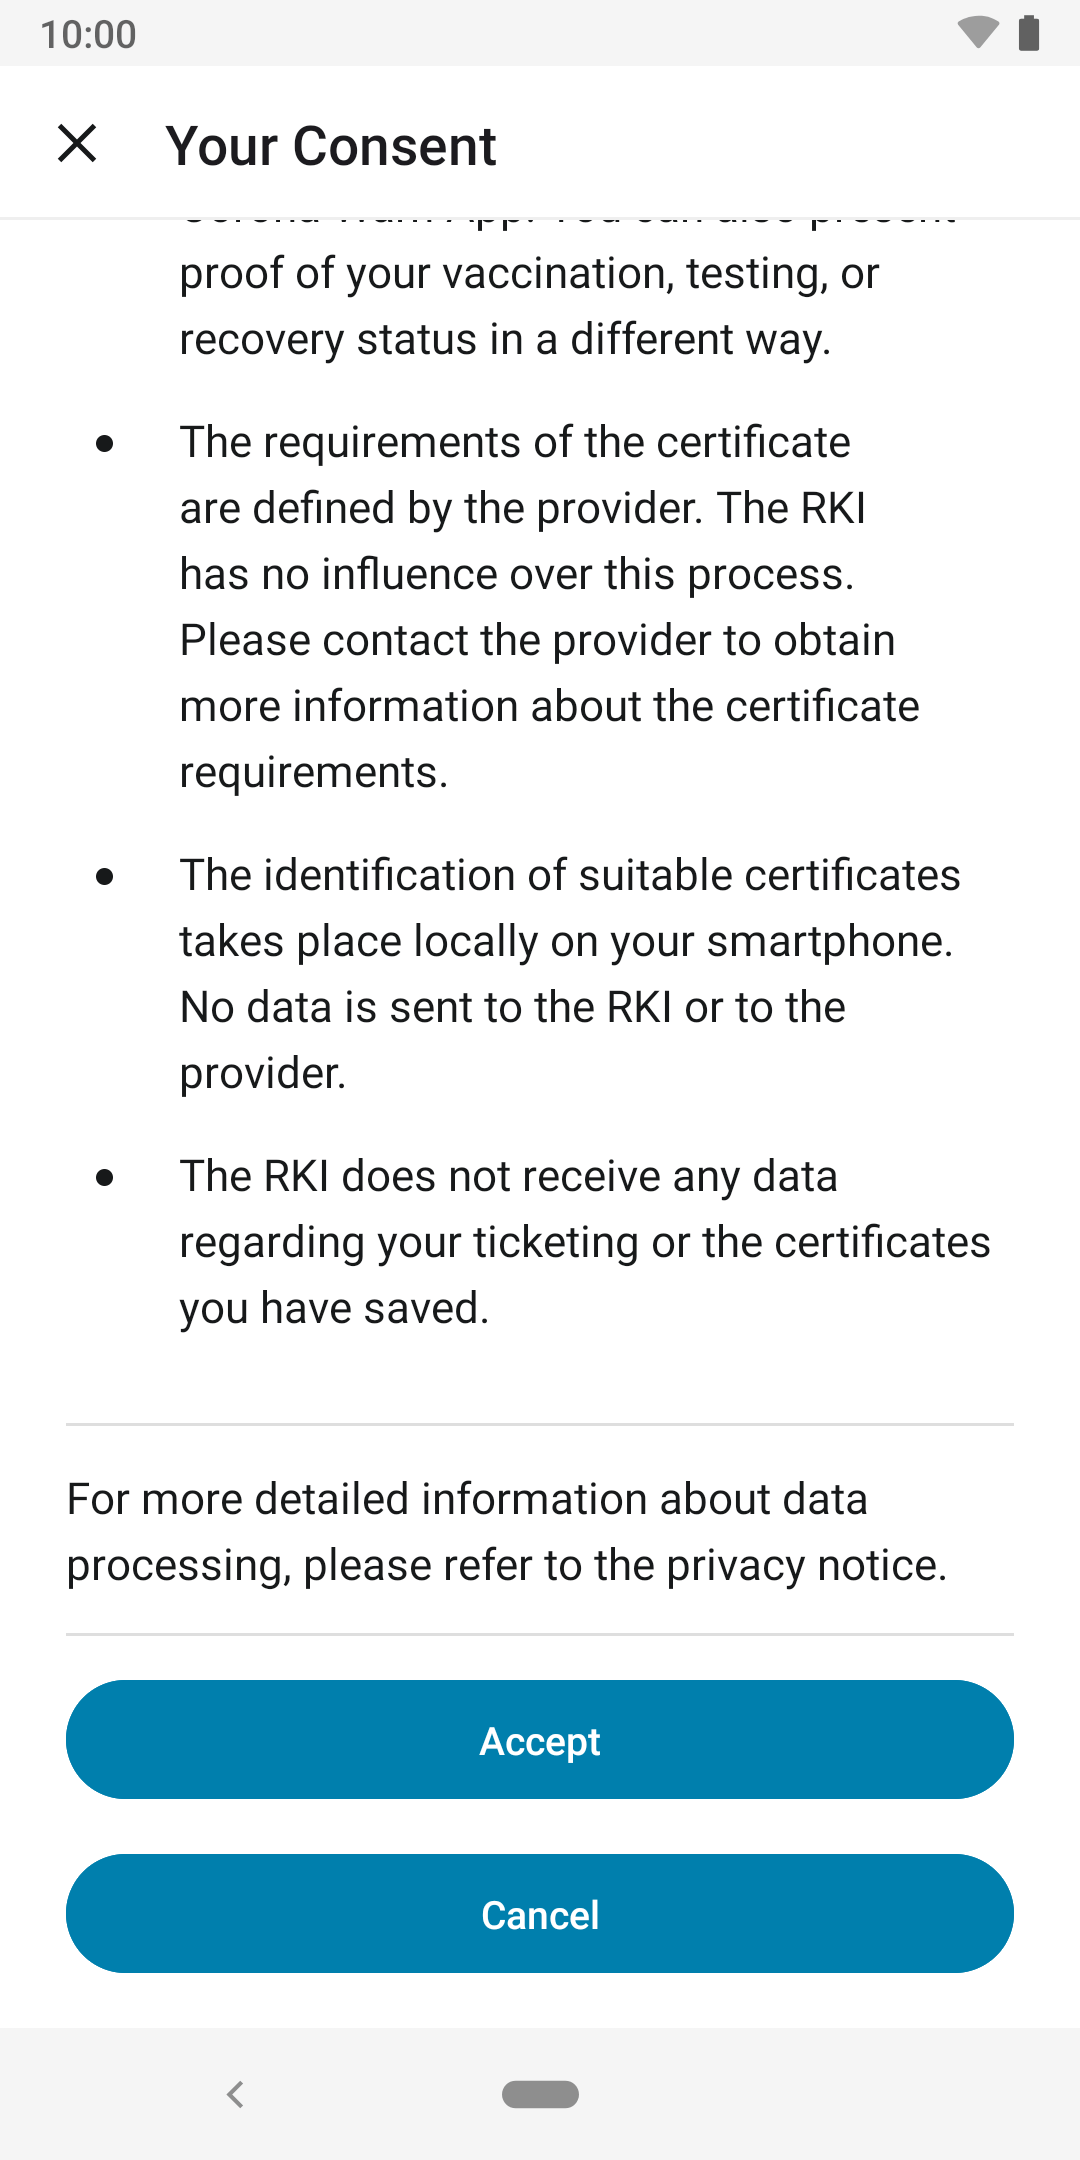 10:00
Your Consent
proof of your vaccination, testing, or
recovery status in a different way.
The requirements of the certificate
are defined by the provider. The RKI
has no influence over this process.
Please contact the provider to obtain
more information about the certificate
requirements.
The identification of suitable certificates
takes place locally on your smartphone.
No data is sent to the RKI or to the
provider.
The RKI does not receive any data
regarding your ticketing or the certificates
you have saved.
For more detailed information about data
processing, please refer to the privacy notice.
Accept
Cancel